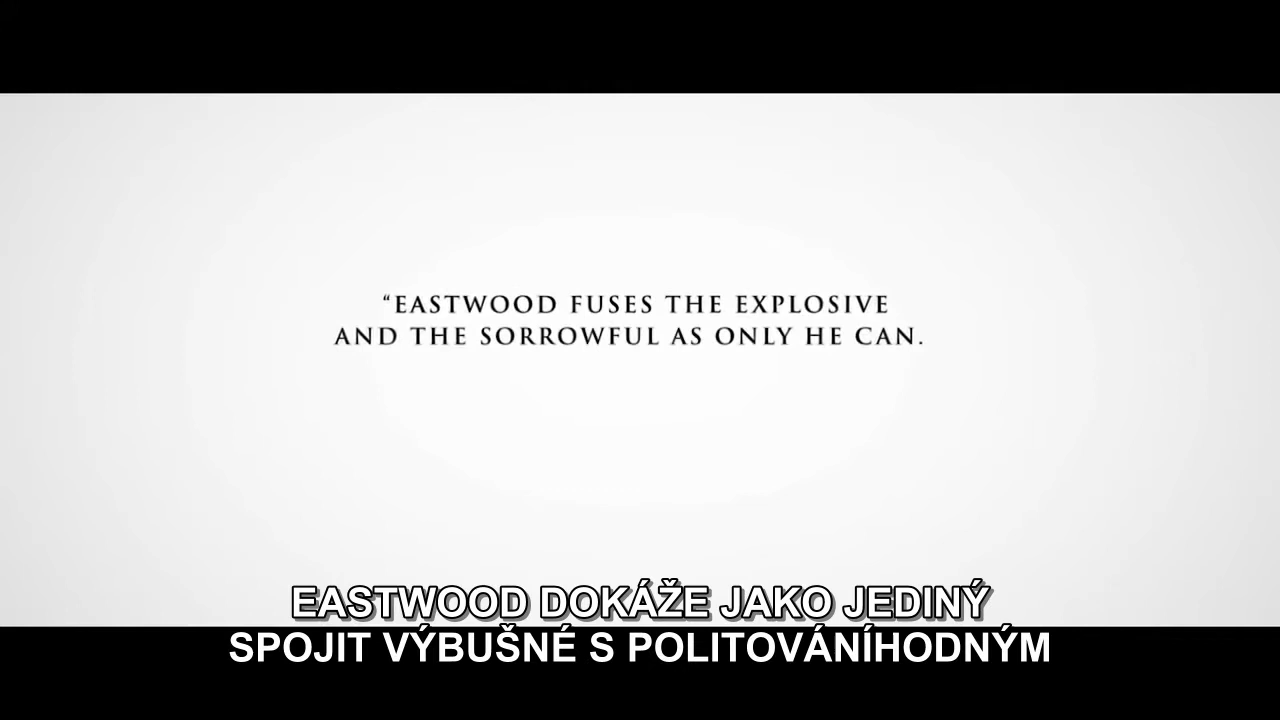 “EASTWOOD FUSES THE EXPLOSIVE
AND THE SORROWFUL AS ONLY HE CAN.
EASTWOOD DOKÁŽE JAKO JEDINÝ
SPOJIT VÝBUŠNÉ S POLITOVÁNÍHODNÝM